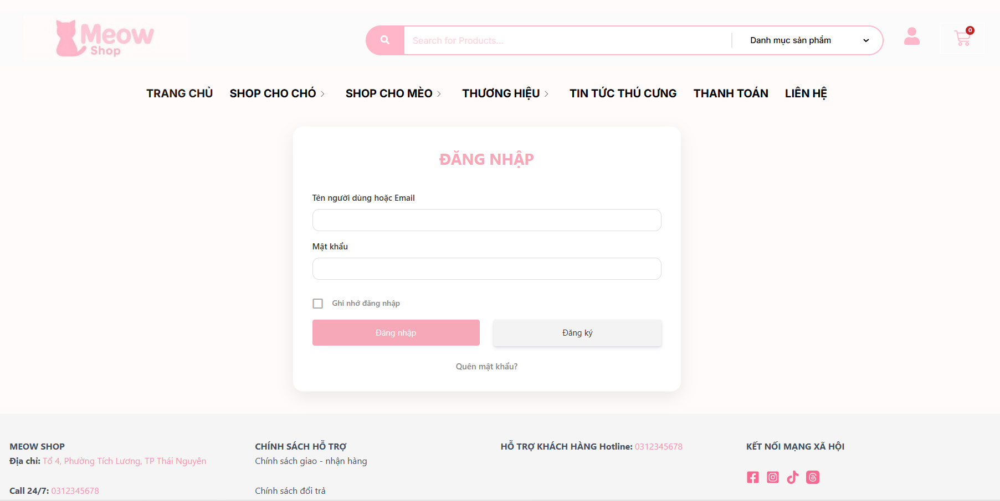 Meow
Shop
Search for Products...
Danh mục sản phẩm
0
TRANG CHỦ SHOP CHO CHÓ SHOP CHO MÈO THƯƠNG HIỆU TIN TỨC THÚ CƯNG THANH TOÁN LIÊN HỆ
ĐĂNG NHẬP
Tên người dùng hoặc Email
Mật khẩu
Ghi nhớ đăng nhập
Đăng nhập Đăng ký
Quên mật khẩu?
MEOW SHOP
Địa chỉ: Tổ 4, Phường Tích Lương, TP Thái Nguyên
Call 24/7: 0312345678
CHÍNH SÁCH HỖ TRỢ
Chính sách giao - nhận hàng
Chính sách đổi trả
HỖ TRỢ KHÁCH HÀNG Hotline: 0312345678
KẾT NỐI MẠNG XÃ HỘI